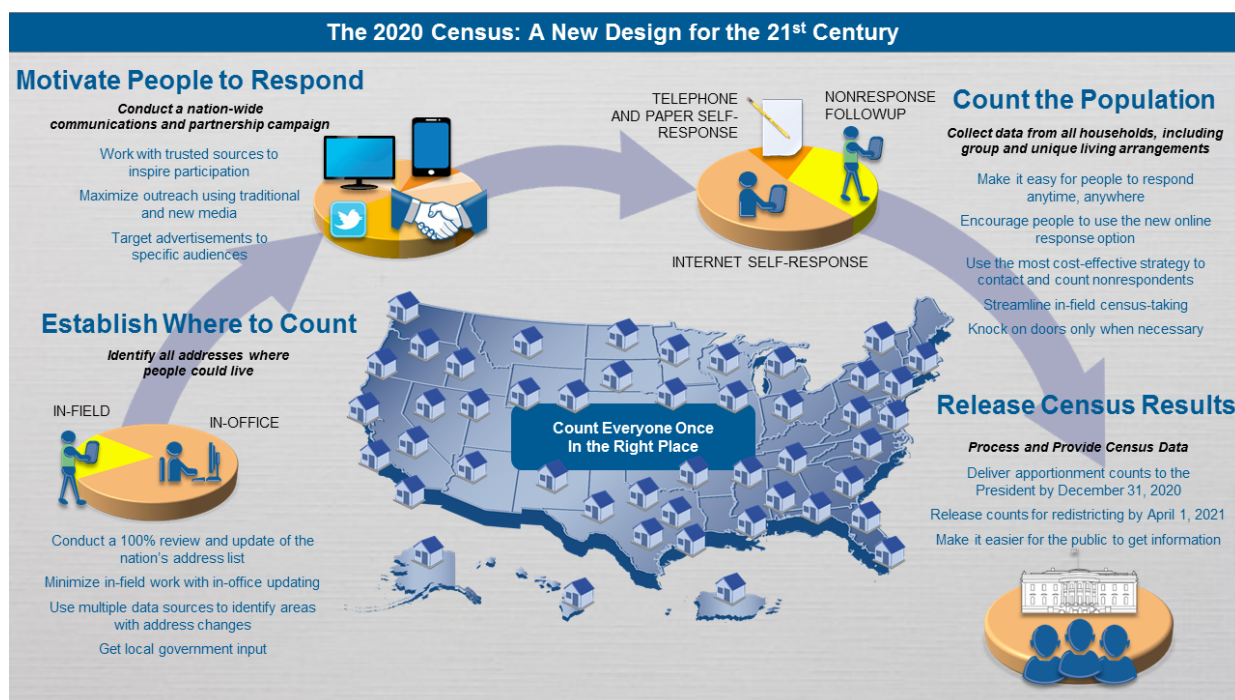 The 2020 Census: A New Design for the 21st Century
Motivate People to Respond
Conduct a nation-wide
communications and partnership campaign
Work with trusted sources to
inspire participation
Maximize outreach using traditional
and new media
Target advertisements to
specific audiences
TELEPHONE
AND PAPER SELF-
RESPONSE
NONRESPONSE
FOLLOWUP
INTERNET SELF-RESPONSE
Count the Population
Collect data from all households, including
group and unique living arrangements
Make it easy for people to respond
anytime, anywhere
Encourage people to use the new online
response option
Use the most cost-effective strategy to
contact and count nonrespondents
Streamline in-field census-taking
Knock on doors only when necessary
Establish Where to Count
Identify all addresses where
people could live
IN-FIELD
IN-OFFICE
Conduct a 100% review and update of the
nation's address list
Minimize in-field work with in-office updating
Use multiple data sources to identify areas
with address changes
Get local government input
Count Everyone Once
In the Right Place
Release Census Results
Process and Provide Census Data
Deliver apportionment counts to the
President by December 31, 2020
Release counts for redistricting by April 1, 2021
Make it easier for the public to get information